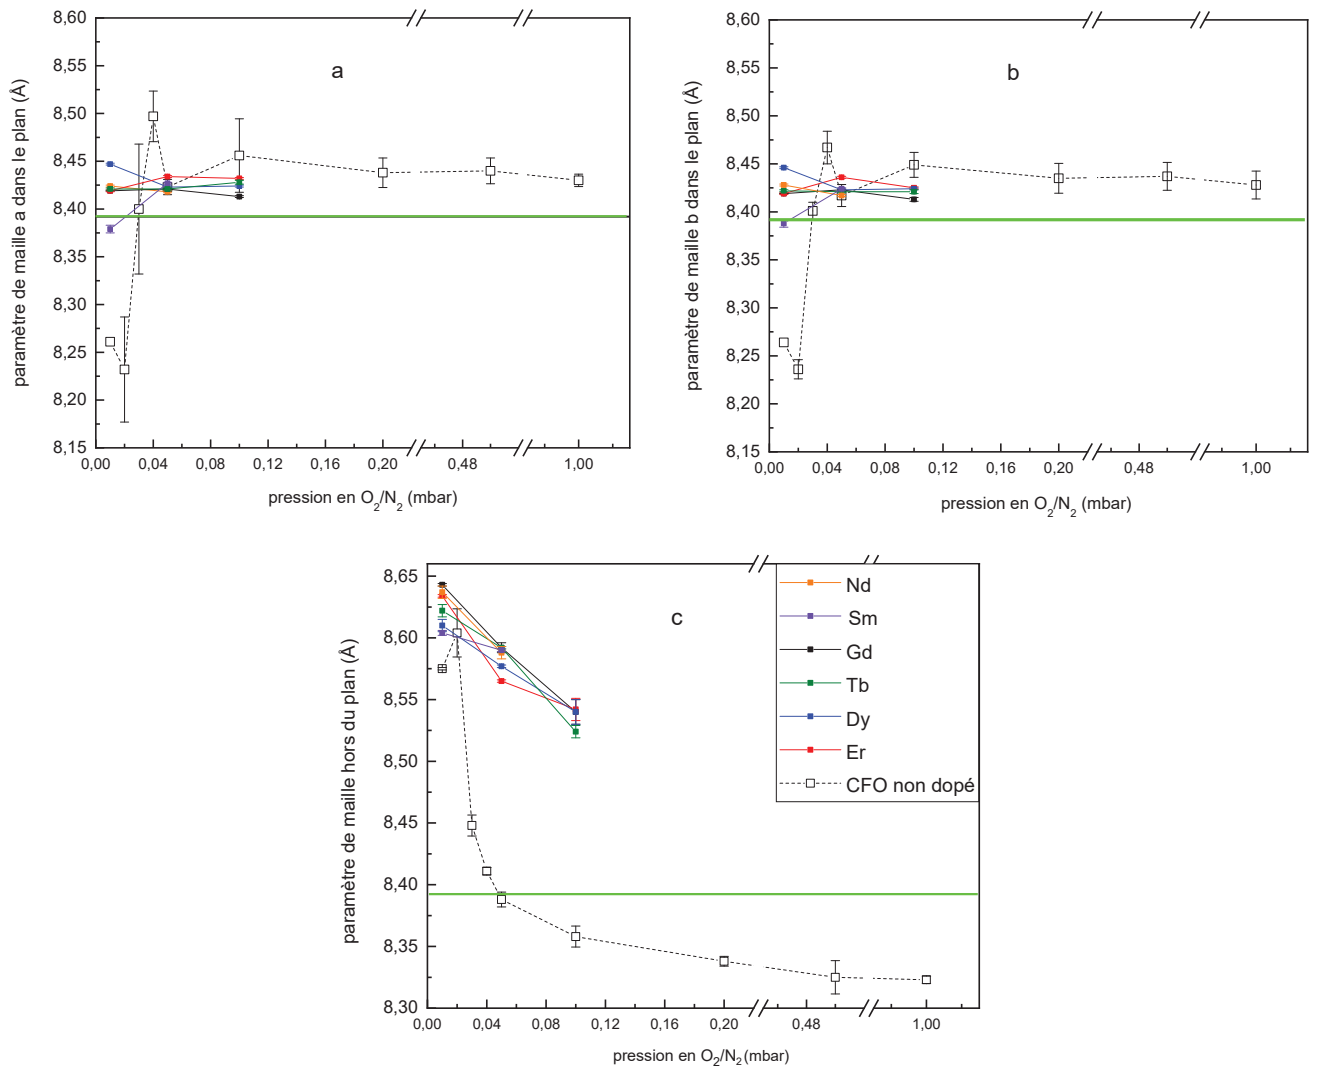 a
paramètre de maille a dans le plan (Å)
8,60
8,55
8,50
8,45
8,40
8,35
8,30
8,25
8,20
8,15
0,00 0,04 0,08 0,12 0,16 0,20 0,48 1,00
pression en O2/N2 (mbar)
b
paramètre de maille b dans le plan (Å)
8,60
8,55
8,50
8,45
8,40
8,35
8,30
8,25
8,20
8,15
0,00 0,04 0,08 0,12 0,16 0,20 0,48 1,00
pression en O2/N2 (mbar)
c
paramètre de maille hors du plan (Å)
8,65
8,60
8,55
8,50
8,45
8,40
8,35
8,30
0,00 0,04 0,08 0,12 0,16 0,20 0,48 1,00
pression en O2/N2 (mbar)
Nd
Sm
Gd
Tb
Dy
Er
CFO non dopé